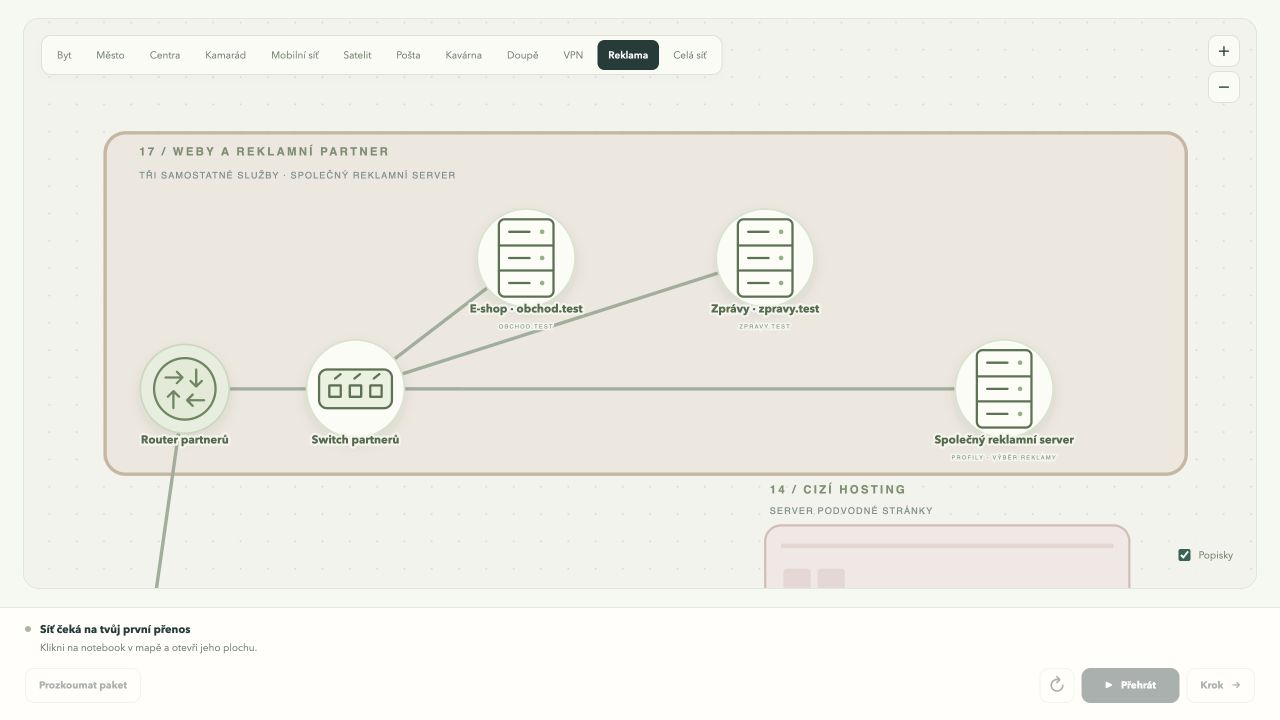 Byt Město Centra Kamarád Mobilní síť Satelit Pošta Kavárna Doupě VPN Reklama Celá síť
+
−
17 / WEBY A REKLAMNÍ PARTNER
TŘI SAMOSTATNÉ SLUŽBY · SPOLEČNÝ REKLAMNÍ SERVER
E-shop · obchod.test
OBCHOD.TEST
Zprávy · zpravy.test
ZPRAVY.TEST
Router partnerů
Switch partnerů
Společný reklamní server
PROFILY · VÝBĚR REKLAMY
14 / CIZÍ HOSTING
SERVER PODVODNÉ STRÁNKY
Popisky
Síť čeká na tvůj první přenos
Klikni na notebook v mapě a otevři jeho plochu.
Prozkoumat paket
Přehrát
Krok